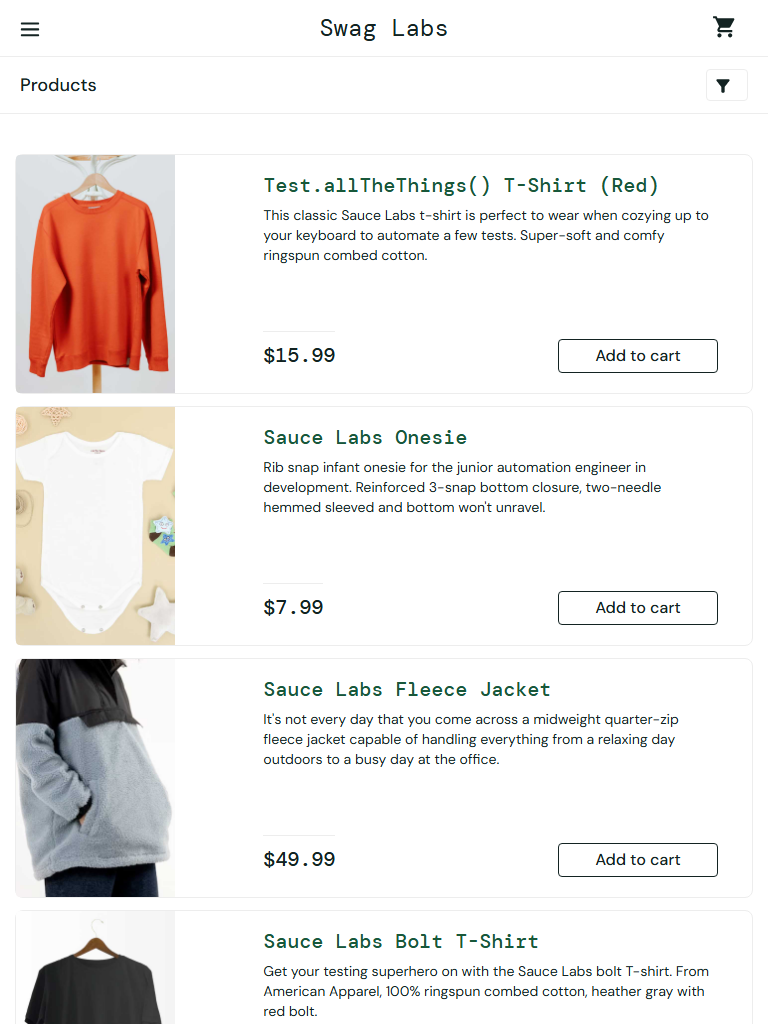 Swag Labs
Products
Test.allTheThings() T-Shirt (Red)
This classic Sauce Labs t-shirt is perfect to wear when cozying up to
your keyboard to automate a few tests. Super-soft and comfy
ringspun combed cotton.
$15.99
Add to cart
Sauce Labs Onesie
Rib snap infant onesie for the junior automation engineer in
development. Reinforced 3-snap bottom closure, two-needle
hemmed sleeved and bottom won't unravel.
$7.99
Add to cart
Sauce Labs Fleece Jacket
It's not every day that you come across a midweight quarter-zip
fleece jacket capable of handling everything from a relaxing day
outdoors to a busy day at the office.
$49.99
Add to cart
Sauce Labs Bolt T-Shirt
Get your testing superhero on with the Sauce Labs bolt T-shirt. From
American Apparel, 100% ringspun combed cotton, heather gray with
red bolt.